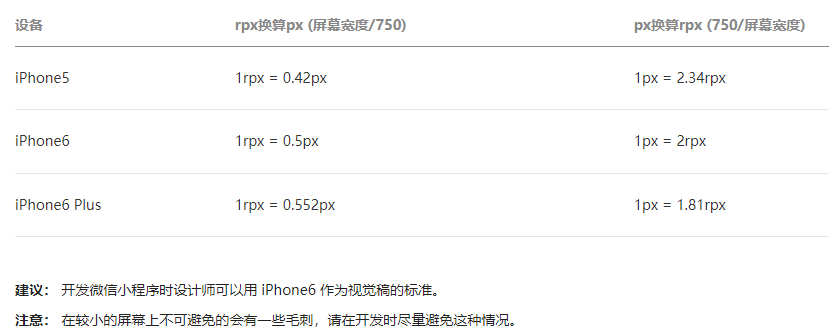 设备 rpx换算px (屏幕宽度/750) px换算rpx (750/屏幕宽度)
iPhone5 1rpx = 0.42px 1px = 2.34rpx
iPhone6 1rpx = 0.5px 1px = 2rpx
iPhone6 Plus 1rpx = 0.552px 1px = 1.81rpx
建议： 开发微信小程序时设计师可以用 iPhone6 作为视觉稿的标准。
注意： 在较小的屏幕上不可避免的会有一些毛刺，请在开发时尽量避免这种情况。